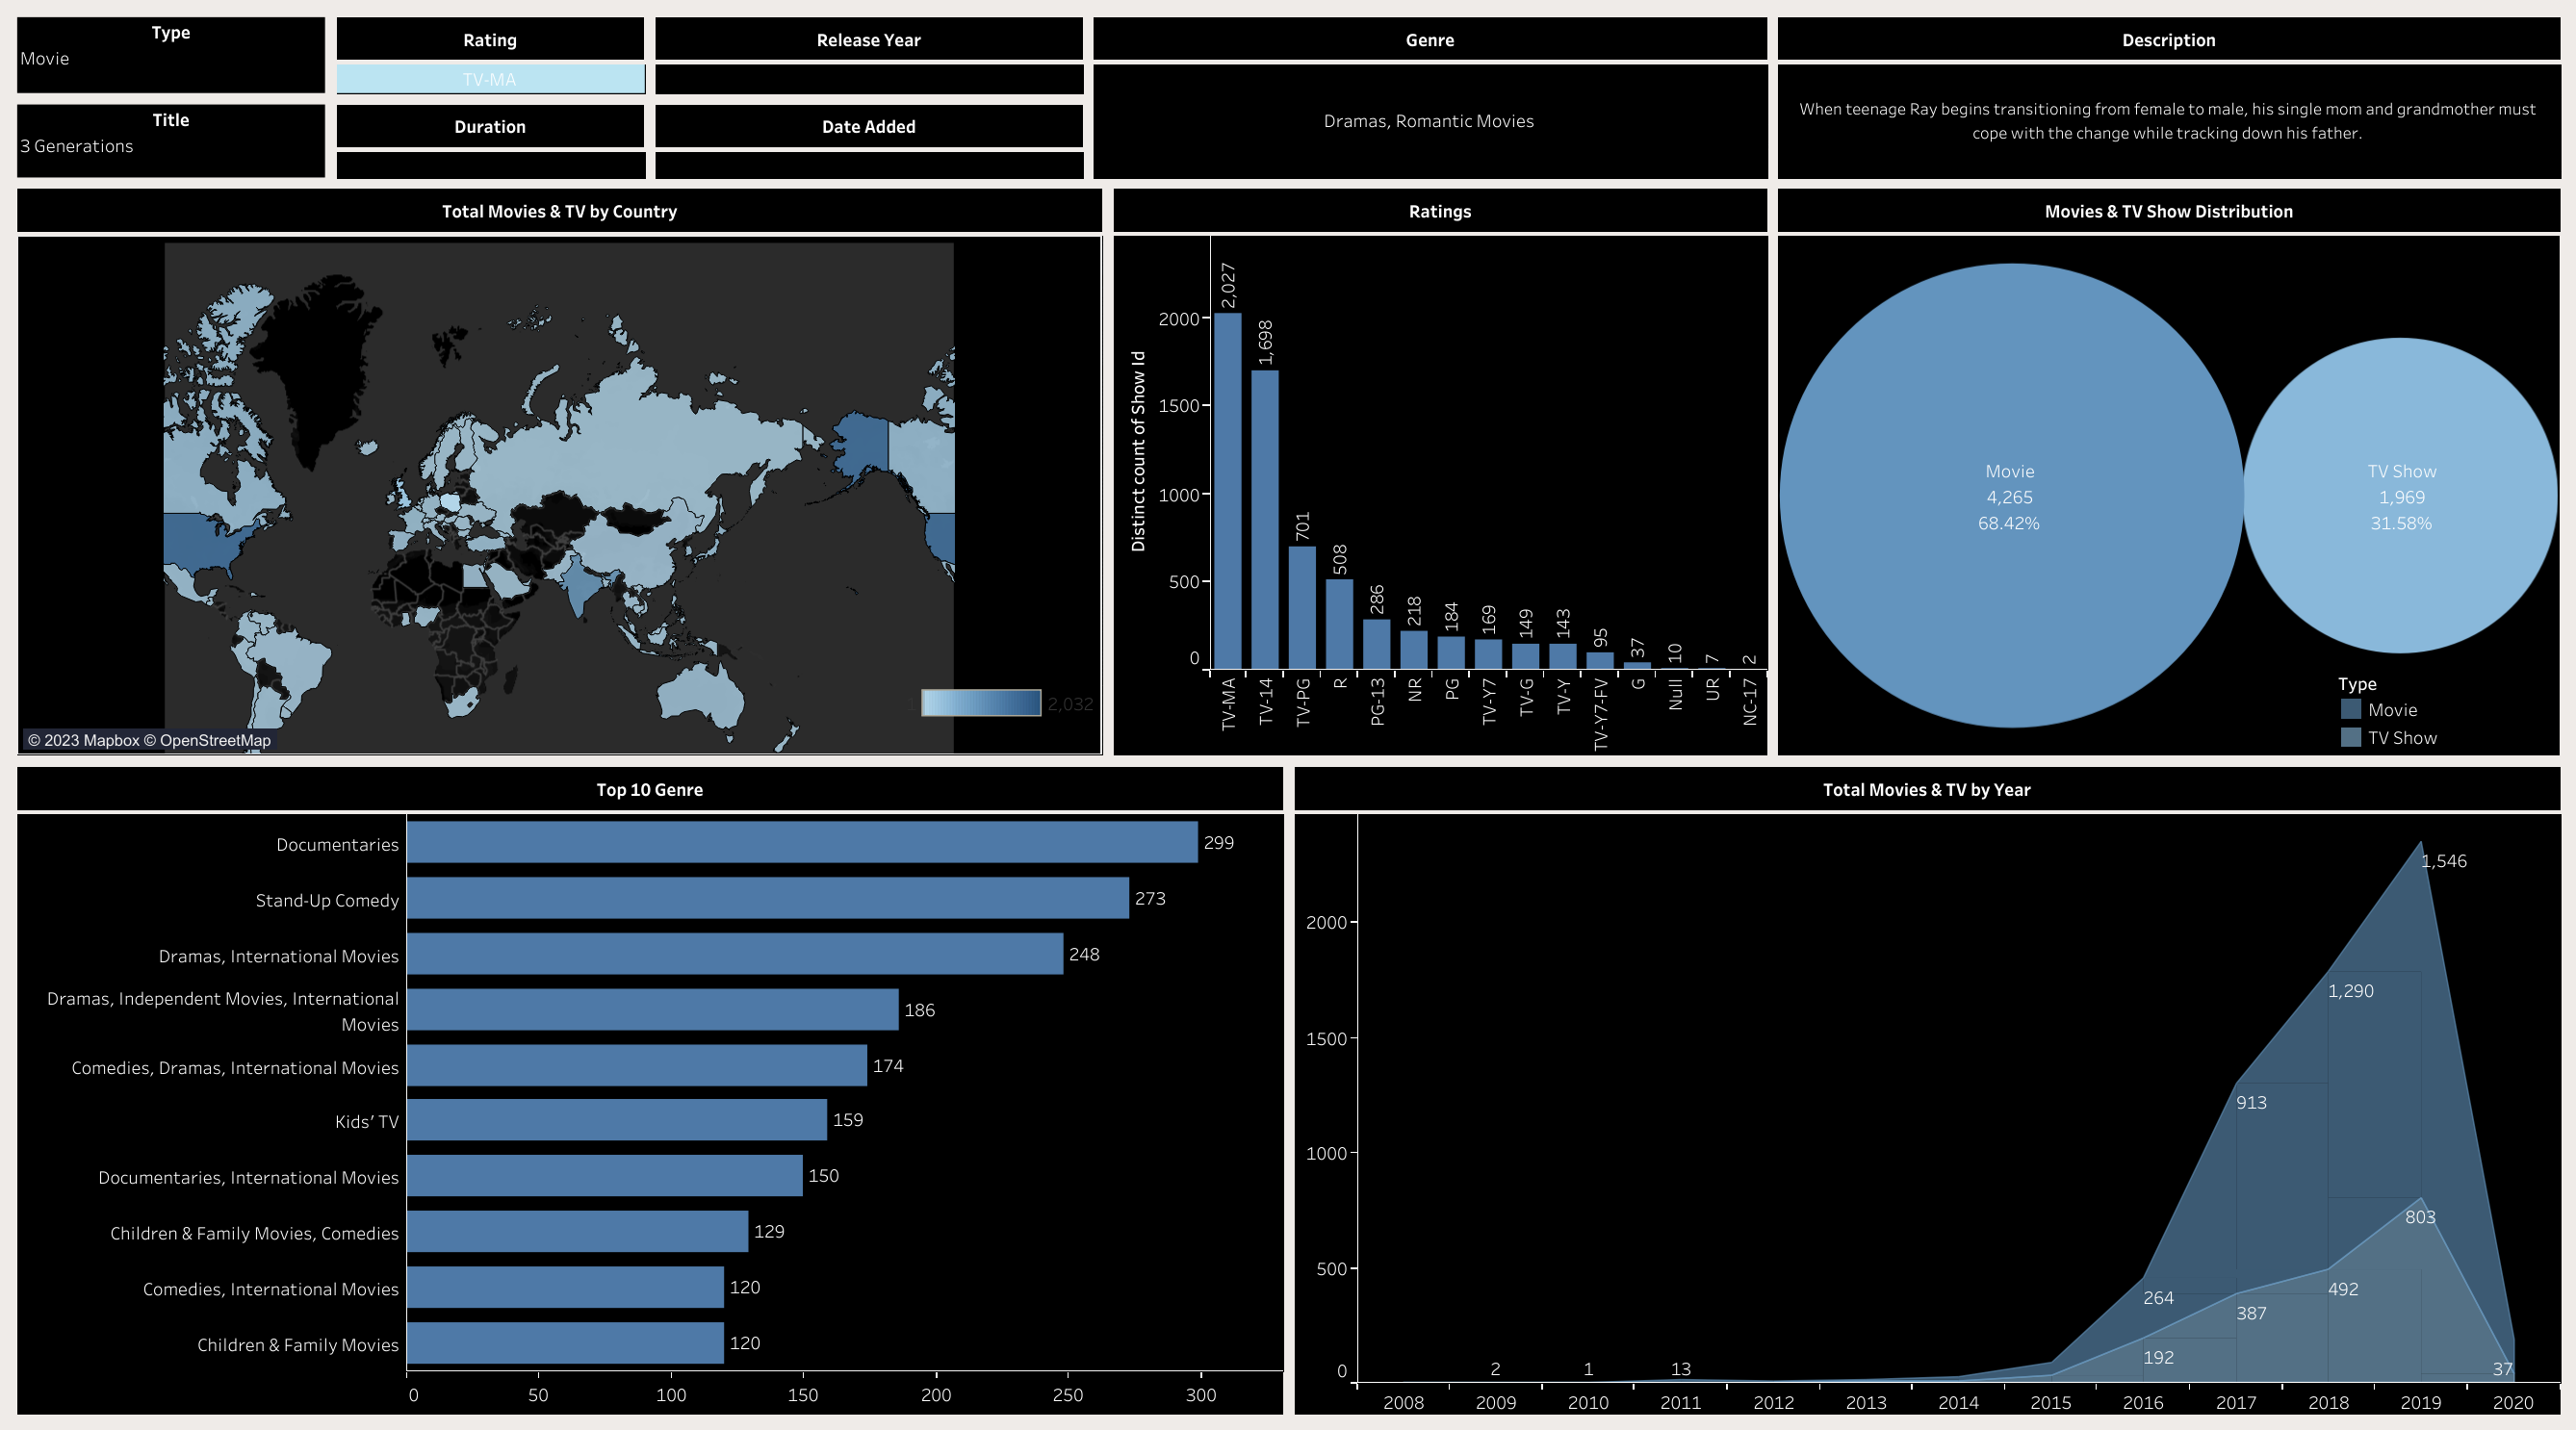 Type
Movie
Rating
TV-MA
Release Year
Genre
Dramas, Romantic Movies
Description
When teenage Ray begins transitioning from female to male, his single mom and grandmother must
cope with the change while tracking down his father.
Title
3 Generations
Duration
Date Added
Total Movies & TV by Country
© 2023 Mapbox © OpenStreetMap
2,032
Ratings
Distinct count of Show Id
2000
1500
1000
500
0
2,027
1,698
701
508
286
218
184
169
149
143
95
37
10
7
2
TV-MA
TV-14
TV-PG
R
PG-13
NR
PG
TV-Y7
TV-G
TV-Y
TV-Y7-FV
G
Null
UR
NC-17
Movies & TV Show Distribution
Movie
4,265
68.42%
TV Show
1,969
31.58%
Type
Movie
TV Show
Top 10 Genre
Documentaries
299
Stand-Up Comedy
273
Dramas, International Movies
248
Dramas, Independent Movies, International
Movies
186
Comedies, Dramas, International Movies
174
Kids’ TV
159
Documentaries, International Movies
150
Children & Family Movies, Comedies
129
Comedies, International Movies
120
Children & Family Movies
120
0 50 100 150 200 250 300
Total Movies & TV by Year
2000
1500
1000
500
0
2
1
13
264
192
913
387
1,290
492
1,546
803
37
2008 2009 2010 2011 2012 2013 2014 2015 2016 2017 2018 2019 2020